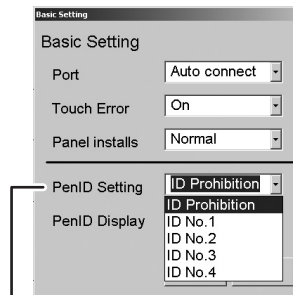 Basic Setting
Basic Setting
Port Auto connect
Touch Error On
Panel installs Normal
PenID Setting ID Prohibition
ID Prohibition
PenID Display
ID No.1
ID No.2
ID No.3
ID No.4